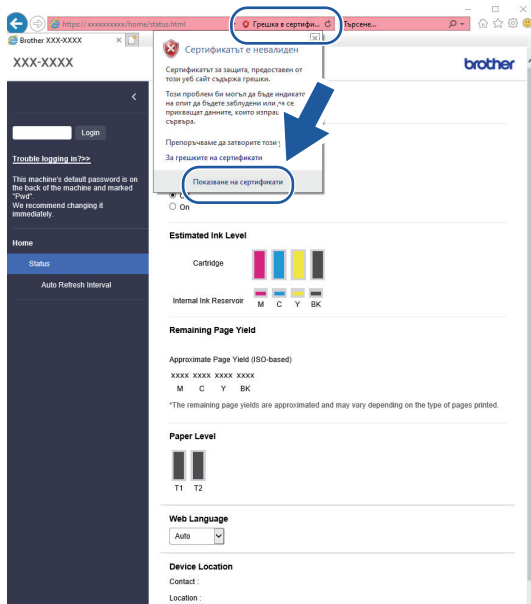 https://xxxxxxxxxx/home/status.html
Грешка в сертифи...
Търсене...
Brother XXX-XXXX
XXX-XXXX
brother
Сертификатът е невалиден
Сертификатът за защита, предоставен от
този уеб сайт съдържа грешки.
Този проблем би могъл да бъде
на опит да бъдете заблудени или да се
прихващат данните, които
сървъра.
Препоръчваме да затворите този
За грешките на сертификати
Показване на сертификати
Login
Trouble logging in?>>
This machine's default password is on
the back of the machine and marked
"Pwd".
We recommend changing it
immediately.
Home
Status
Auto Refresh Interval
On
Estimated Ink Level
Cartridge
Internal Ink Reservoir
M C Y BK
Remaining Page Yield
Approximate Page Yield (ISO-based)
xxxx xxxx xxxx xxxx
M C Y BK
*The remaining page yields are approximated and may vary depending on the type of pages printed.
Paper Level
T1 T2
Web Language
Auto
Device Location
Contact :
Location :